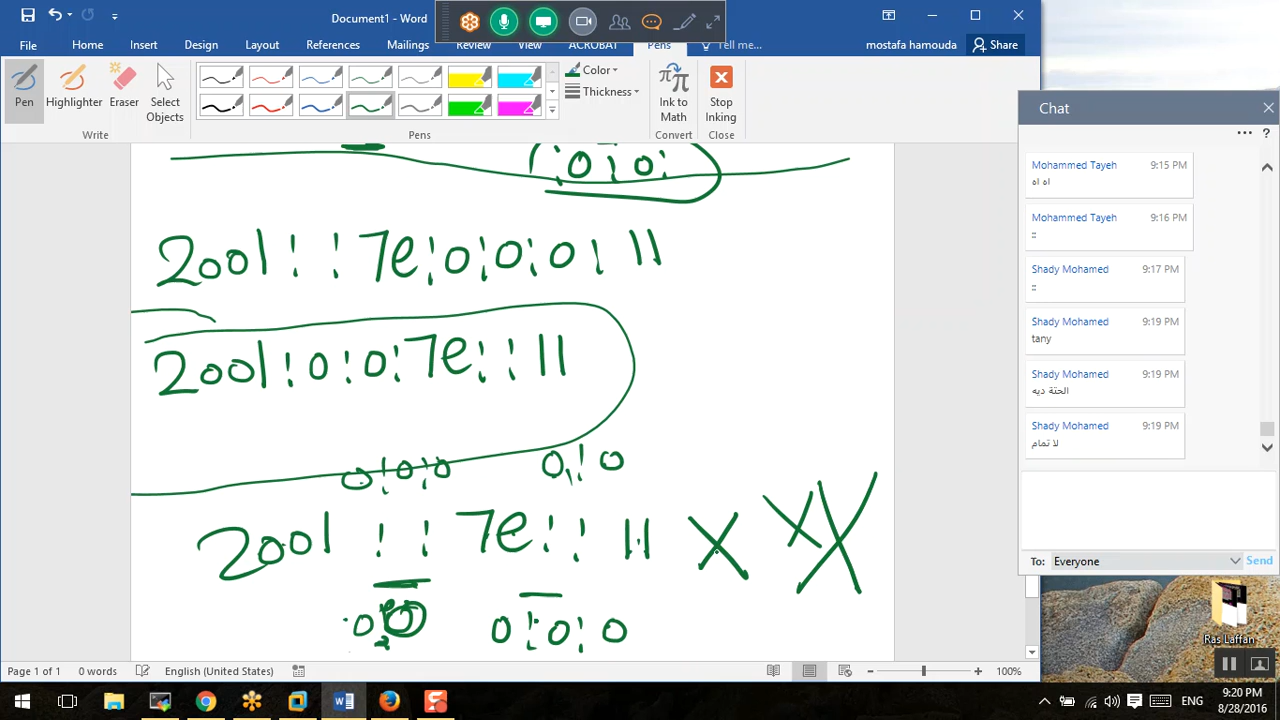 Document1 - Word
File Home Insert Design Layout References Mailings Review View ACROBAT Pens Tell me... mostafa hamouda Share
Pen Highlighter Eraser Select Objects
Color
Thickness
Ink to Math
Stop Inking
Write Pens Convert Close
:0:0:
2001::7e:0:0:0:11
2001:0:0:7e::11
0:0:0 0:0
2001::7e::11 X XX
0:0 0:0:0
Chat
Mohammed Tayeh 9:15 PM
اه اه
Mohammed Tayeh 9:16 PM
::
Shady Mohamed 9:17 PM
::
Shady Mohamed 9:19 PM
tany
Shady Mohamed 9:19 PM
الحتة ديه
Shady Mohamed 9:19 PM
لا تمام
To: Everyone Send
Ras Laffan
Page 1 of 1 0 words English (United States) 100%
ENG 9:20 PM
8/28/2016